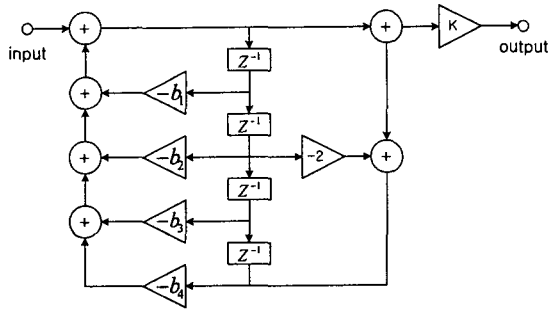 +
+
K
input
output
Z⁻¹
+
-b₁
Z⁻¹
+
-b₂
-2
+
Z⁻¹
+
-b₃
Z⁻¹
-b₄